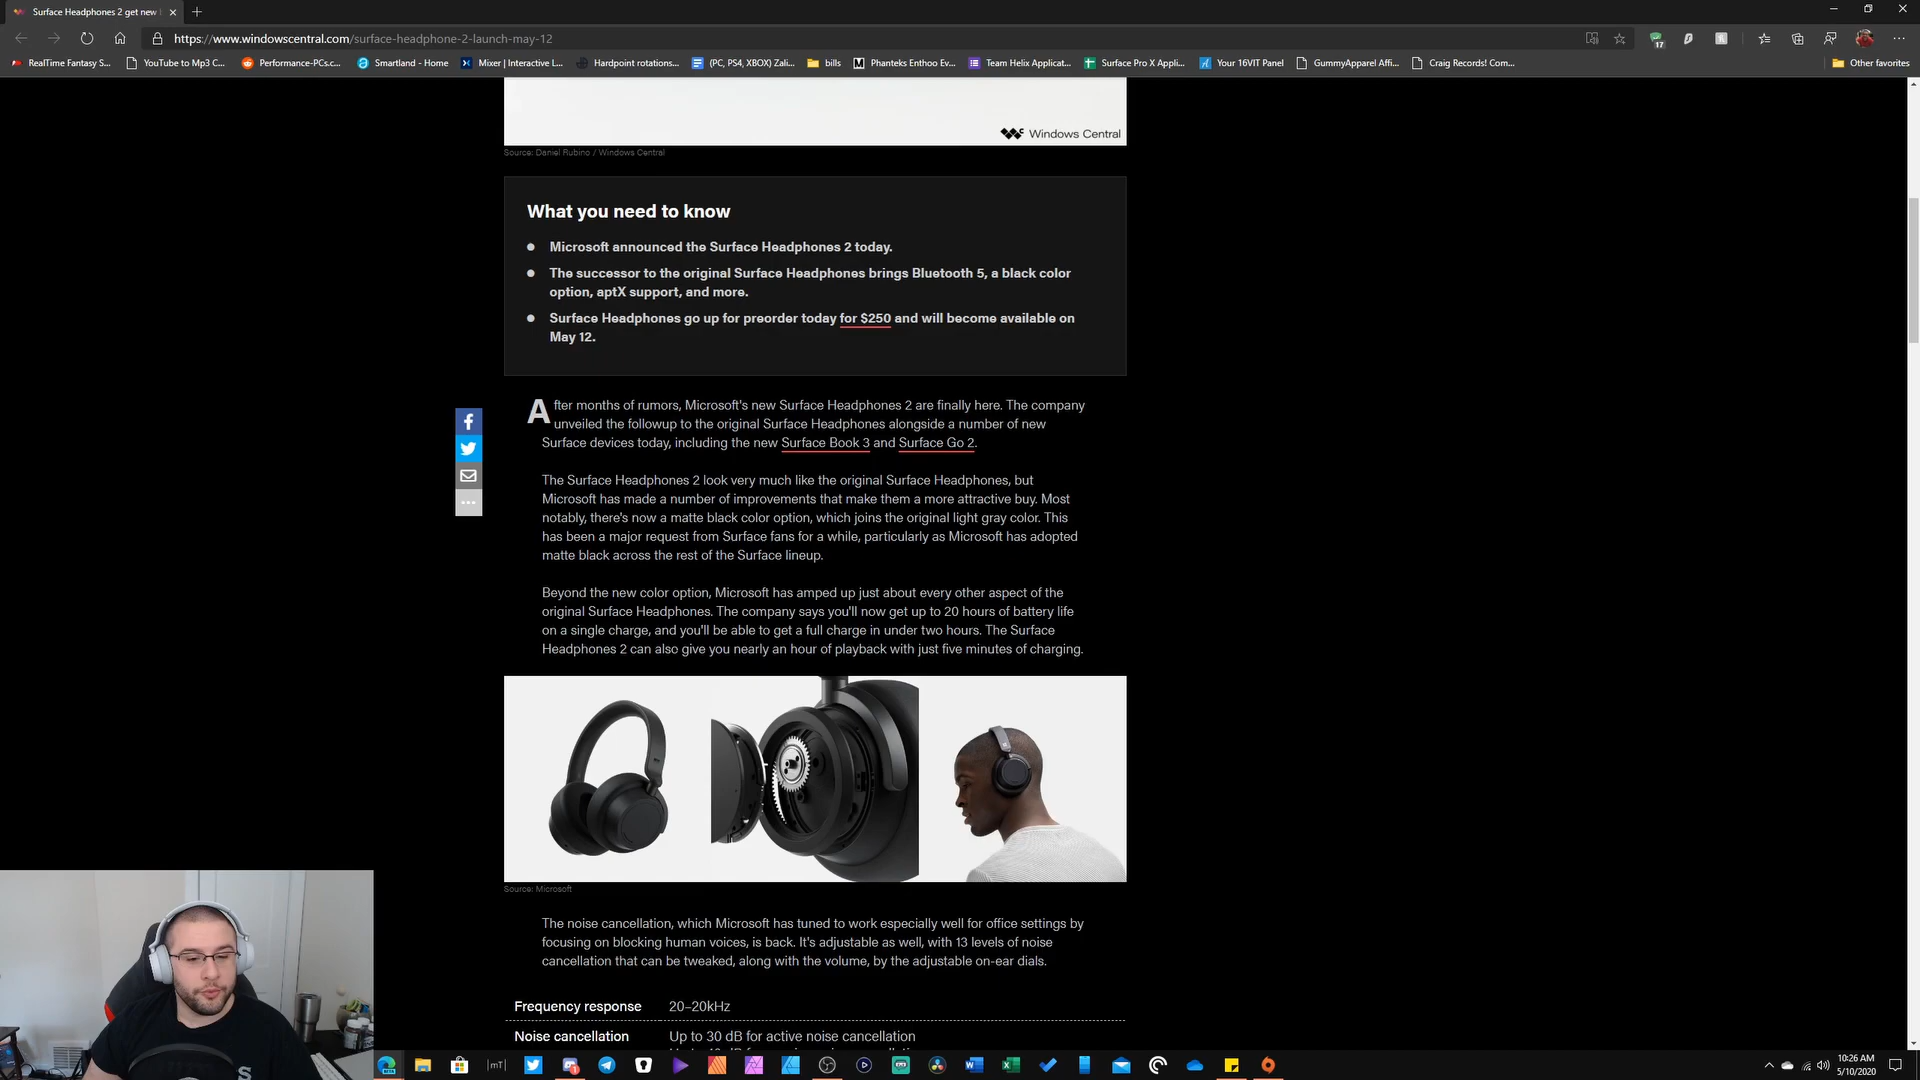 Surface Headphones 2 get new
https://www.windowscentral.com/surface-headphone-2-launch-may-12
17
RealTime Fantasy S...
YouTube to Mp3 C...
Performance-PCs.c...
Smartland - Home
Mixer | Interactive L...
Hardpoint rotations...
(PC, PS4, XBOX) Zali...
bills
Phanteks Enthoo Ev...
Team Helix Applicat...
Surface Pro X Appli...
Your 16VIT Panel
GummyApparel Affi...
Craig Records! Com...
Other favorites
Windows Central
Source: Daniel Rubino / Windows Central
What you need to know
Microsoft announced the Surface Headphones 2 today.
The successor to the original Surface Headphones brings Bluetooth 5, a black color
option, aptX support, and more.
Surface Headphones go up for preorder today for $250 and will become available on
May 12.
After months of rumors, Microsoft's new Surface Headphones 2 are finally here. The company
unveiled the followup to the original Surface Headphones alongside a number of new
Surface devices today, including the new Surface Book 3 and Surface Go 2.
The Surface Headphones 2 look very much like the original Surface Headphones, but
Microsoft has made a number of improvements that make them a more attractive buy. Most
notably, there's now a matte black color option, which joins the original light gray color. This
has been a major request from Surface fans for a while, particularly as Microsoft has adopted
matte black across the rest of the Surface lineup.
Beyond the new color option, Microsoft has amped up just about every other aspect of the
original Surface Headphones. The company says you'll now get up to 20 hours of battery life
on a single charge, and you'll be able to get a full charge in under two hours. The Surface
Headphones 2 can also give you nearly an hour of playback with just five minutes of charging.
Source: Microsoft
The noise cancellation, which Microsoft has tuned to work especially well for office settings by
focusing on blocking human voices, is back. It's adjustable as well, with 13 levels of noise
cancellation that can be tweaked, along with the volume, by the adjustable on-ear dials.
Frequency response 20–20kHz
Noise cancellation Up to 30 dB for active noise cancellation
mT
10:26 AM
5/10/2020